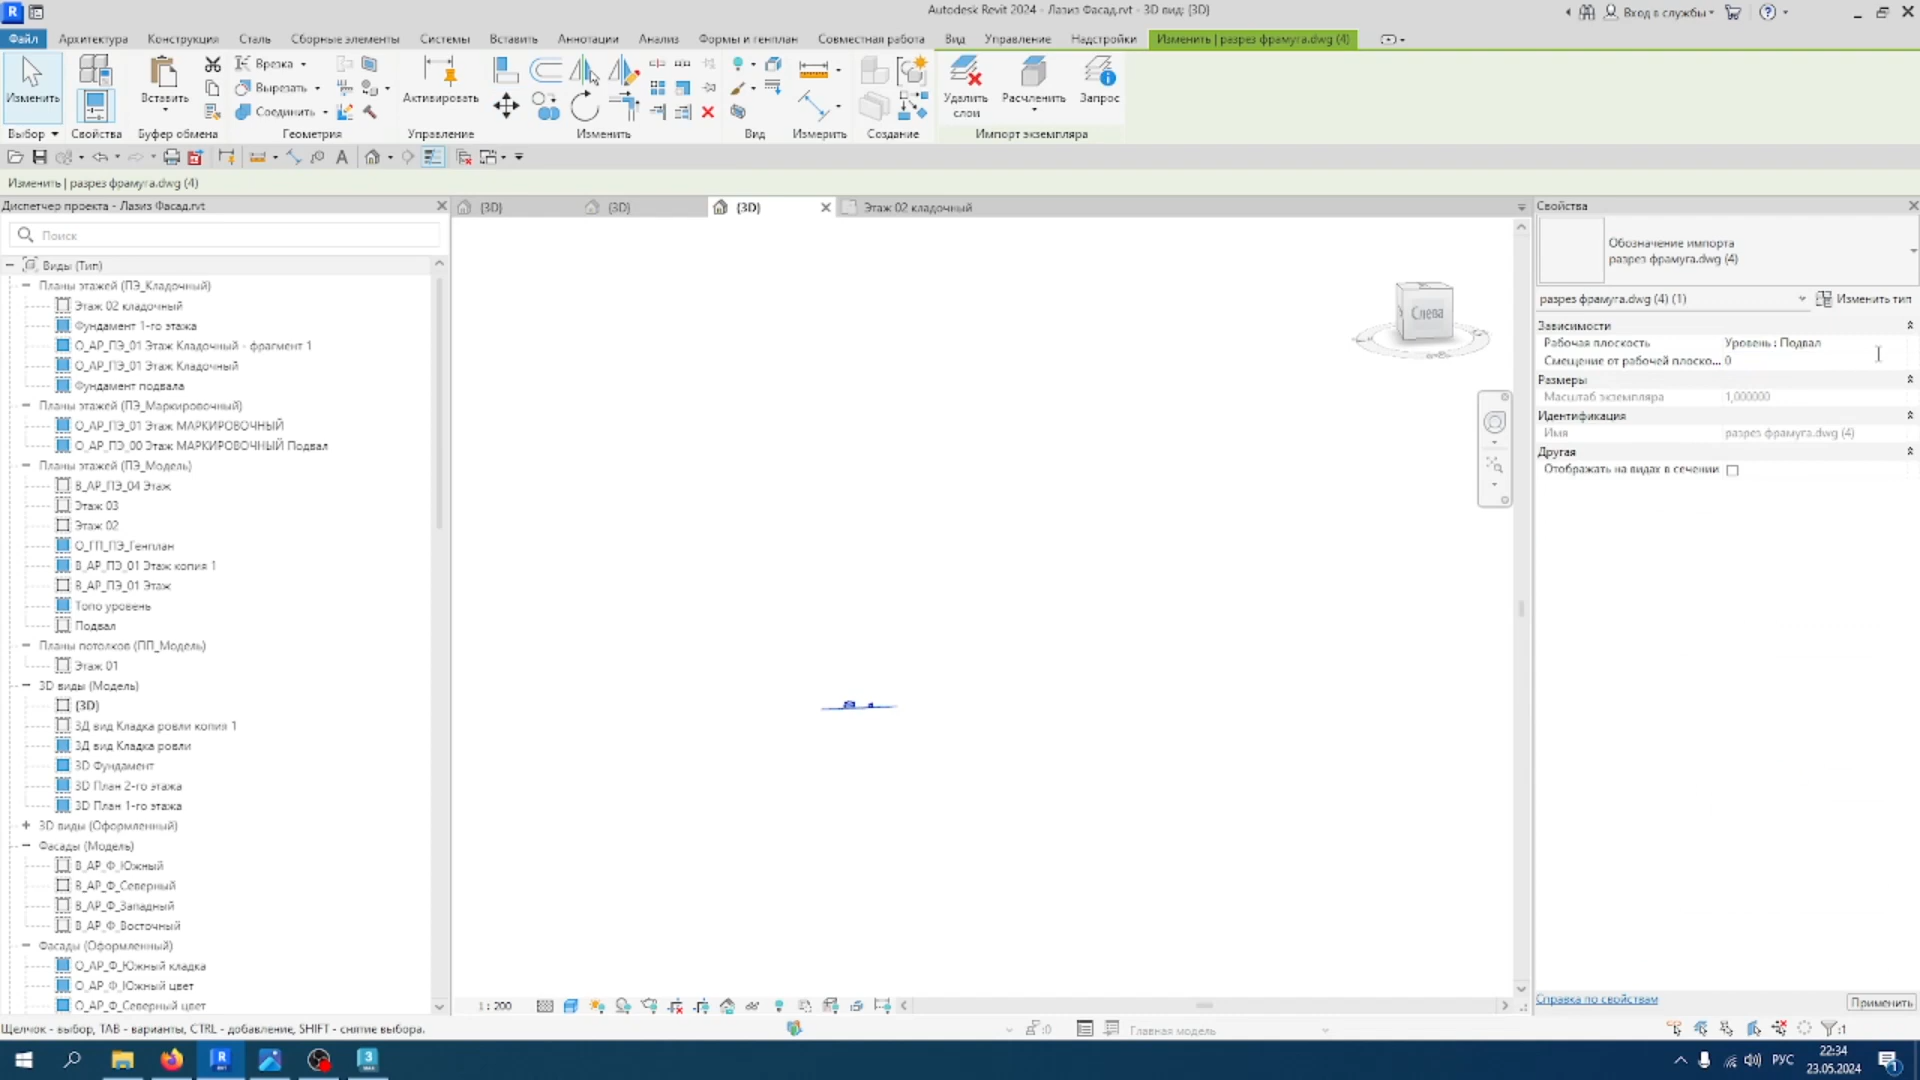 Autodesk Revit 2024 - Лазиз Фасад.rvt - 3D вид: {3D}
Вход в службы
Файл Архитектура Конструкция Сталь Сборные элементы Системы Вставить Аннотации Анализ Формы и генплан Совместная работа Вид Управление Надстройки Изменить | разрез фрамуга.dwg (4)
Изменить
Вставить
Врезка
Вырезать
Соединить
Активировать
Удалить слои
Расчленить
Запрос
Выбор Свойства Буфер обмена Геометрия Управление Изменить Вид Измерить Создание Импорт экземпляра
Изменить | разрез фрамуга.dwg (4)
Диспетчер проекта - Лазиз Фасад.rvt
{3D} {3D} {3D} Этаж 02 кладочный
Поиск
Виды (Тип)
Планы этажей (ПЭ_Кладочный)
Этаж 02 кладочный
Фундамент 1-го этажа
О_АР_ПЭ_01 Этаж Кладочный - фрагмент 1
О_АР_ПЭ_01 Этаж Кладочный
Фундамент подвала
Планы этажей (ПЭ_Маркировочный)
О_АР_ПЭ_01 Этаж МАРКИРОВОЧНЫЙ
О_АР_ПЭ_00 Этаж МАРКИРОВОЧНЫЙ Подвал
Планы этажей (ПЭ_Модель)
В_АР_ПЭ_04 Этаж
Этаж 03
Этаж 02
О_ГП_ПЭ_Генплан
В_АР_ПЭ_01 Этаж копия 1
В_АР_ПЭ_01 Этаж
Топо уровень
Подвал
Планы потолков (ПП_Модель)
Этаж 01
3D виды (Модель)
{3D}
3Д вид Кладка ровли копия 1
3Д вид Кладка ровли
3D Фундамент
3D План 2-го этажа
3D План 1-го этажа
3D виды (Оформленный)
Фасады (Модель)
В_АР_Ф_Южный
В_АР_Ф_Северный
В_АР_Ф_Западный
В_АР_Ф_Восточный
Фасады (Оформленный)
О_АР_Ф_Южный кладка
О_АР_Ф_Южный цвет
О_АР_Ф_Северный цвет
Слева
1 : 200
Свойства
Обозначение импорта
разрез фрамуга.dwg (4)
разрез фрамуга.dwg (4) (1) Изменить тип
Зависимости
Рабочая плоскость Уровень : Подвал
Смещение от рабочей плоско... 0
Размеры
Масштаб экземпляра 1,000000
Идентификация
Имя разрез фрамуга.dwg (4)
Другая
Отображать на видах в сечении
Справка по свойствам Применить
Щелчок - выбор, TAB - варианты, CTRL - добавление, SHIFT - снятие выбора.
:0
Главная модель
:1
РУС
22:34
23.05.2024